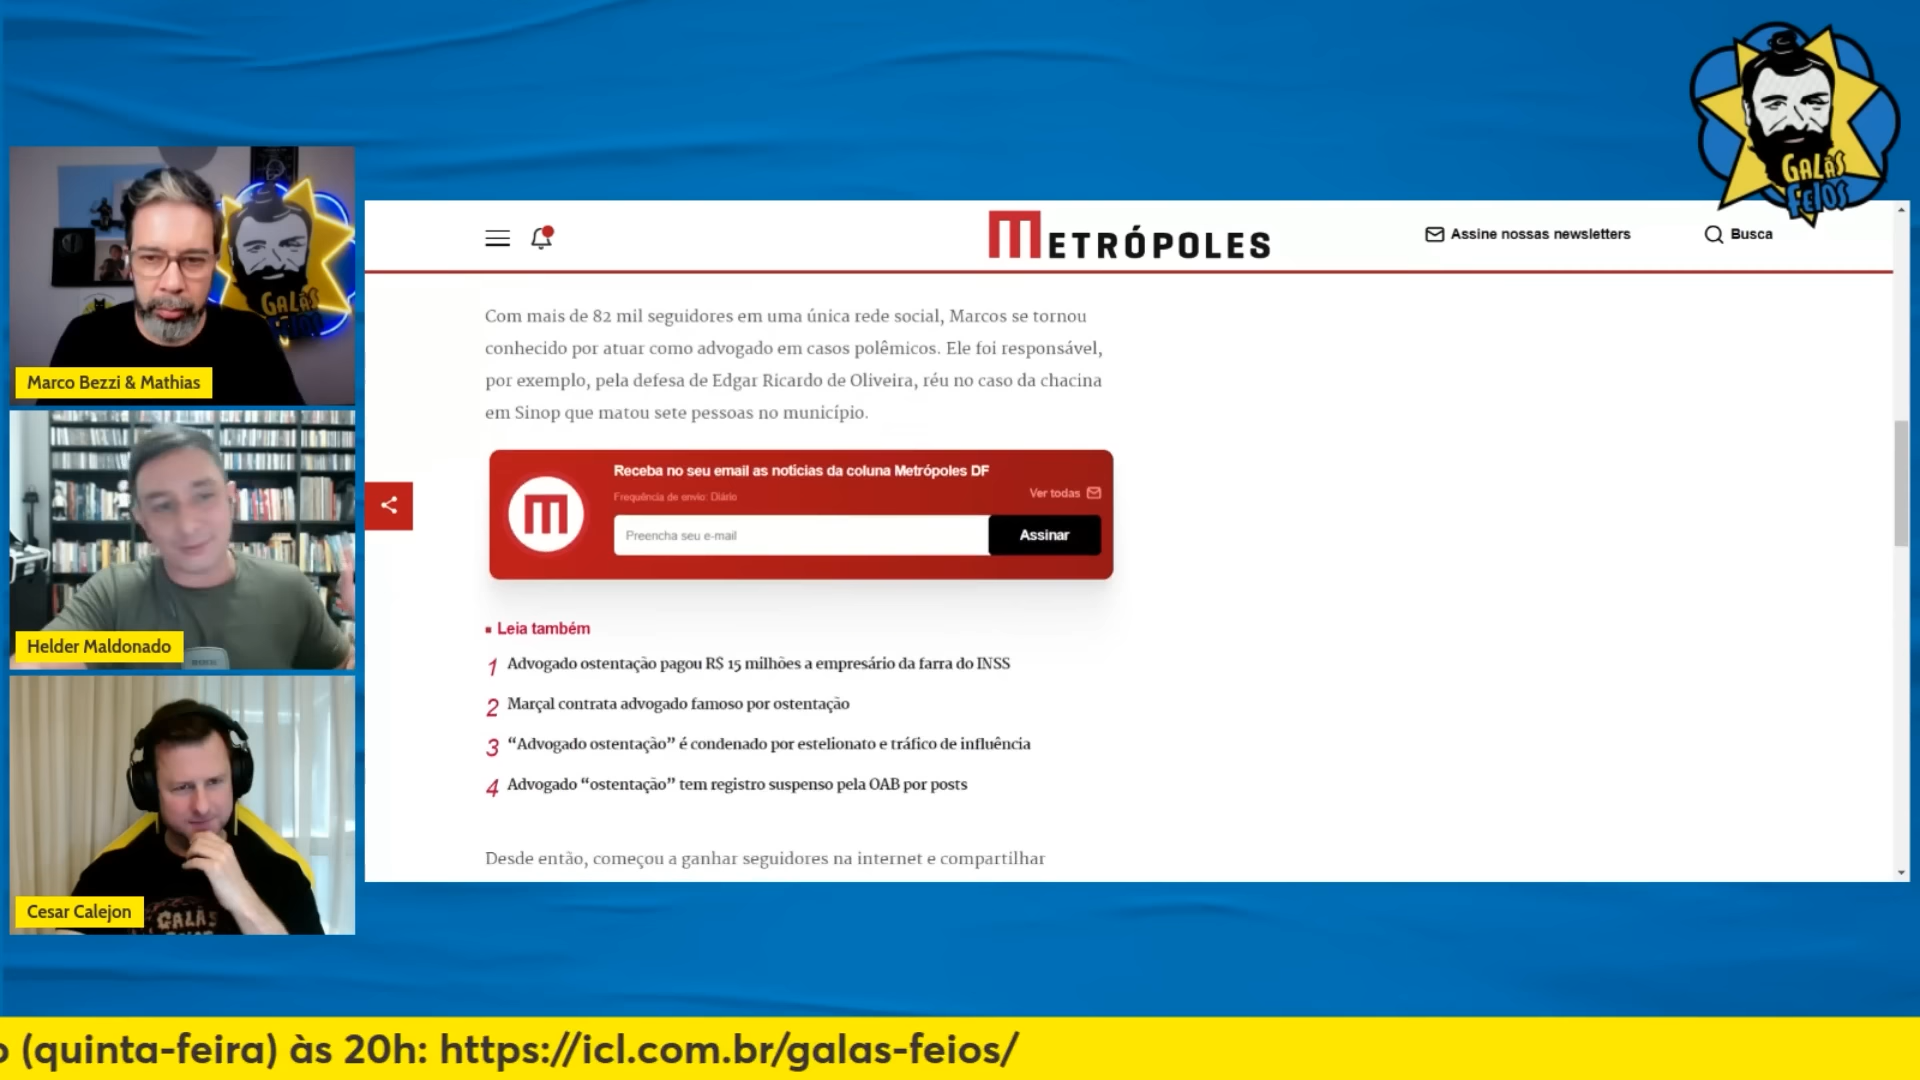 GALÃS
FEIOS
METRÓPOLES
Assine nossas newsletters
Busca
GALÃS
FEIOS
Marco Bezzi & Mathias
Helder Maldonado
GALÃS
Cesar Calejon
Com mais de 82 mil seguidores em uma única rede social, Marcos se tornou
conhecido por atuar como advogado em casos polêmicos. Ele foi responsável,
por exemplo, pela defesa de Edgar Ricardo de Oliveira, réu no caso da chacina
em Sinop que matou sete pessoas no município.
Receba no seu email as notícias da coluna Metrópoles DF
Frequência de envio: Diário
Ver todas
Preencha seu e-mail
Assinar
Leia também
1 Advogado ostentação pagou R$ 15 milhões a empresário da farra do INSS
2 Marçal contrata advogado famoso por ostentação
3 “Advogado ostentação” é condenado por estelionato e tráfico de influência
4 Advogado “ostentação” tem registro suspenso pela OAB por posts
Desde então, começou a ganhar seguidores na internet e compartilhar
o (quinta-feira) às 20h: https://icl.com.br/galas-feios/